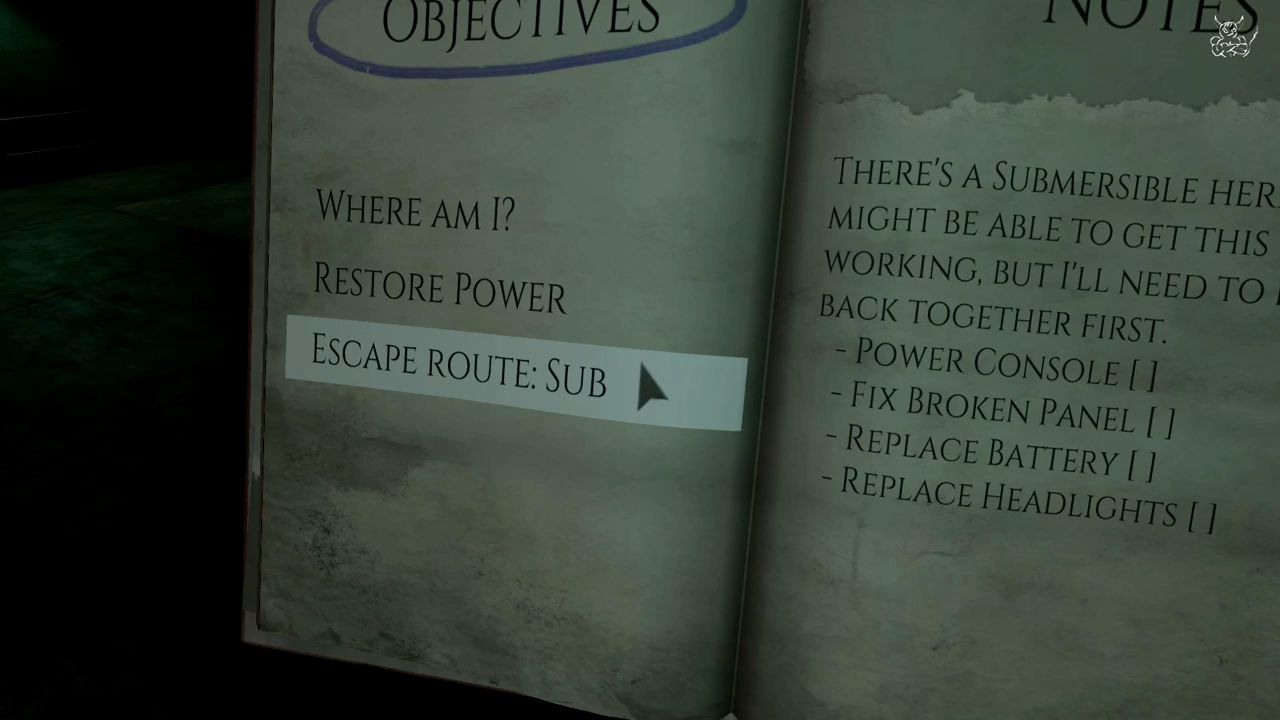 OBJECTIVES
WHERE AM I?
RESTORE POWER
ESCAPE ROUTE: SUB
NOTES
THERE'S A SUBMERSIBLE HER
MIGHT BE ABLE TO GET THIS
WORKING, BUT I'LL NEED TO
BACK TOGETHER FIRST.
- POWER CONSOLE [ ]
- FIX BROKEN PANEL [ ]
- REPLACE BATTERY [ ]
- REPLACE HEADLIGHTS [ ]